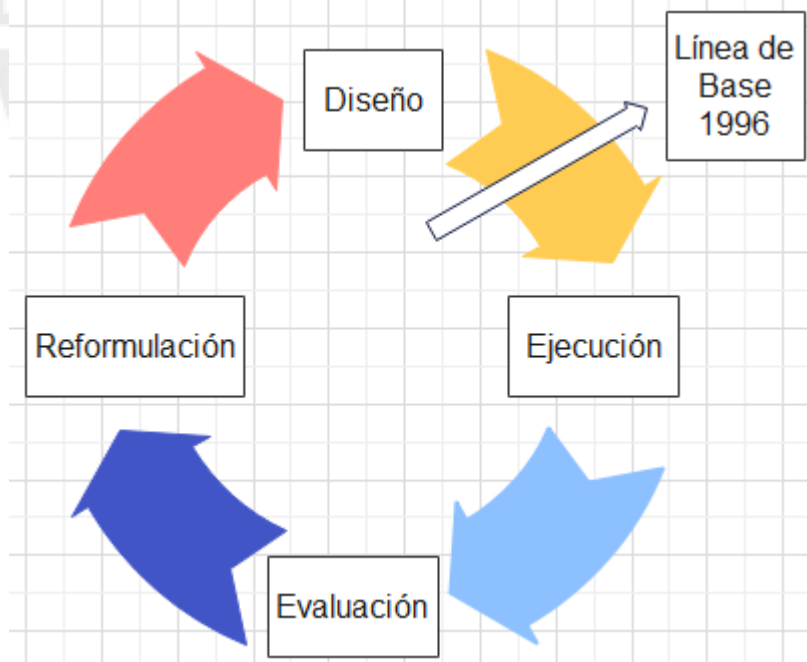 Diseño
Línea de
Base
1996
Reformulación
Ejecución
Evaluación